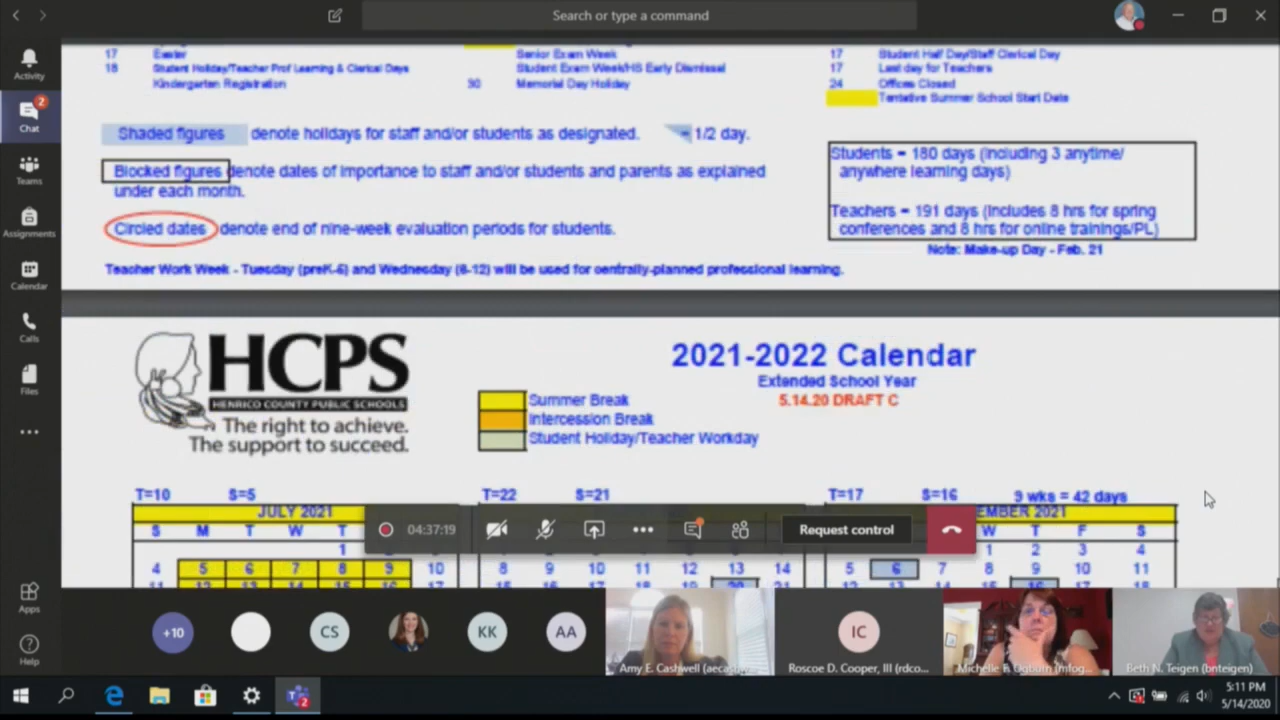 Search or type a command
Activity
2
Chat
Teams
Assignments
Calendar
Calls
Files
Apps
Help
17 Easter
18 Student Holiday/Teacher Prof Learning & Clerical Days
Kindergarten Registration
Senior Exam Week
Student Exam Week/HS Early Dismissal
30 Memorial Day Holiday
17 Student Half Day/Staff Clerical Day
17 Last day for Teachers
24 Offices Closed
Tentative Summer School Start Date
Shaded figures denote holidays for staff and/or students as designated. = 1/2 day.
Blocked figures denote dates of importance to staff and/or students and parents as explained
under each month.
Circled dates denote end of nine-week evaluation periods for students.
Teacher Work Week - Tuesday (preK-5) and Wednesday (6-12) will be used for centrally-planned professional learning.
Students = 180 days (including 3 anytime/
anywhere learning days)
Teachers = 191 days (includes 8 hrs for spring
conferences and 8 hrs for online trainings/PL)
Note: Make-up Day - Feb. 21
HCPS
HENRICO COUNTY PUBLIC SCHOOLS
The right to achieve.
The support to succeed.
2021-2022 Calendar
Extended School Year
5.14.20 DRAFT C
Summer Break
Intercession Break
Student Holiday/Teacher Workday
T=10 S=5
JULY 2021
S M T W T
1
4 5 6 7 8 9 10
T=22 S=21
8 9 10 11 12 13 14
T=17 S=16 9 wks = 42 days
EMBER 2021
W T F S
1 2 3 4
5 6 7 8 9 10 11
04:37:19
Request control
+10
CS
KK
AA
Amy E. Cashwell (aecashw...
IC
Roscoe D. Cooper, III (rdco...
Michelle F. Ogburn (mfog...
Beth N. Teigen (bnteigen)
2
5:11 PM
5/14/2020